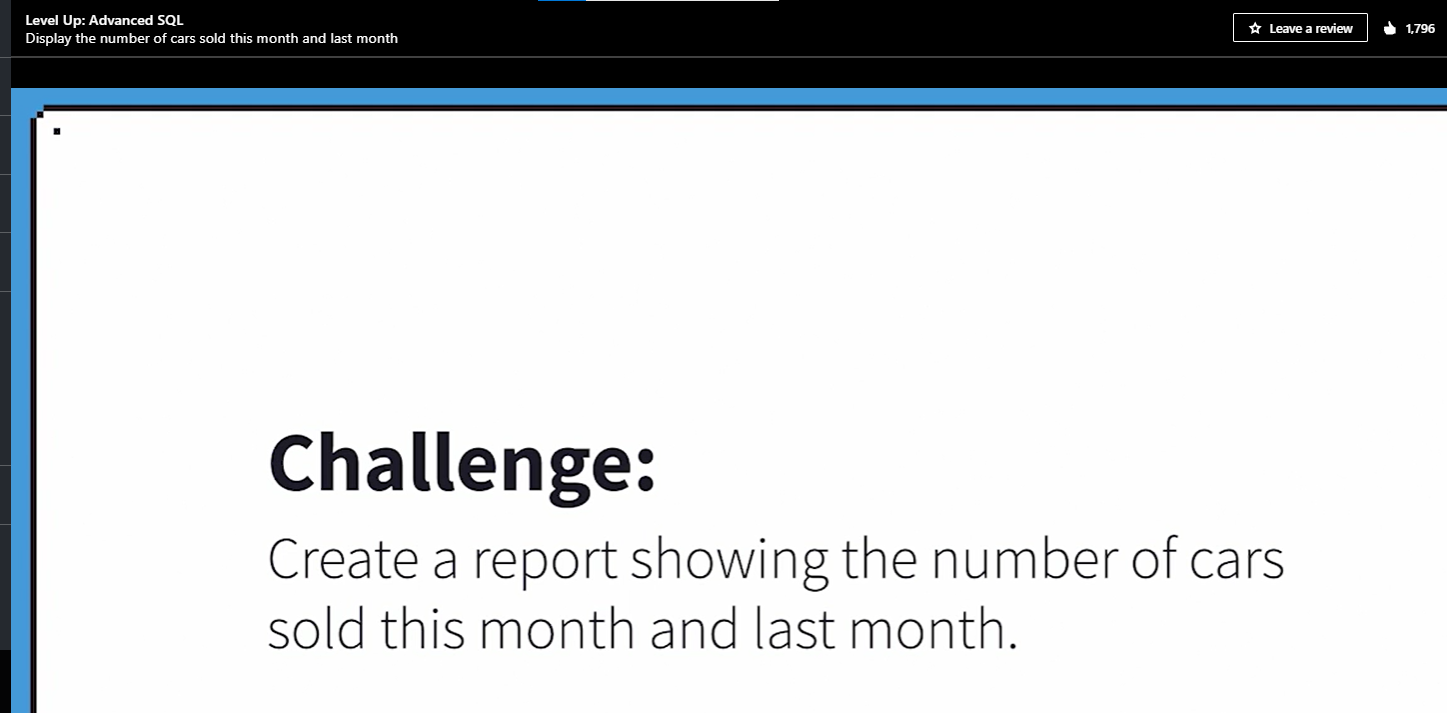 Level Up: Advanced SQL
Display the number of cars sold this month and last month
Leave a review
1,796
Challenge:
Create a report showing the number of cars
sold this month and last month.